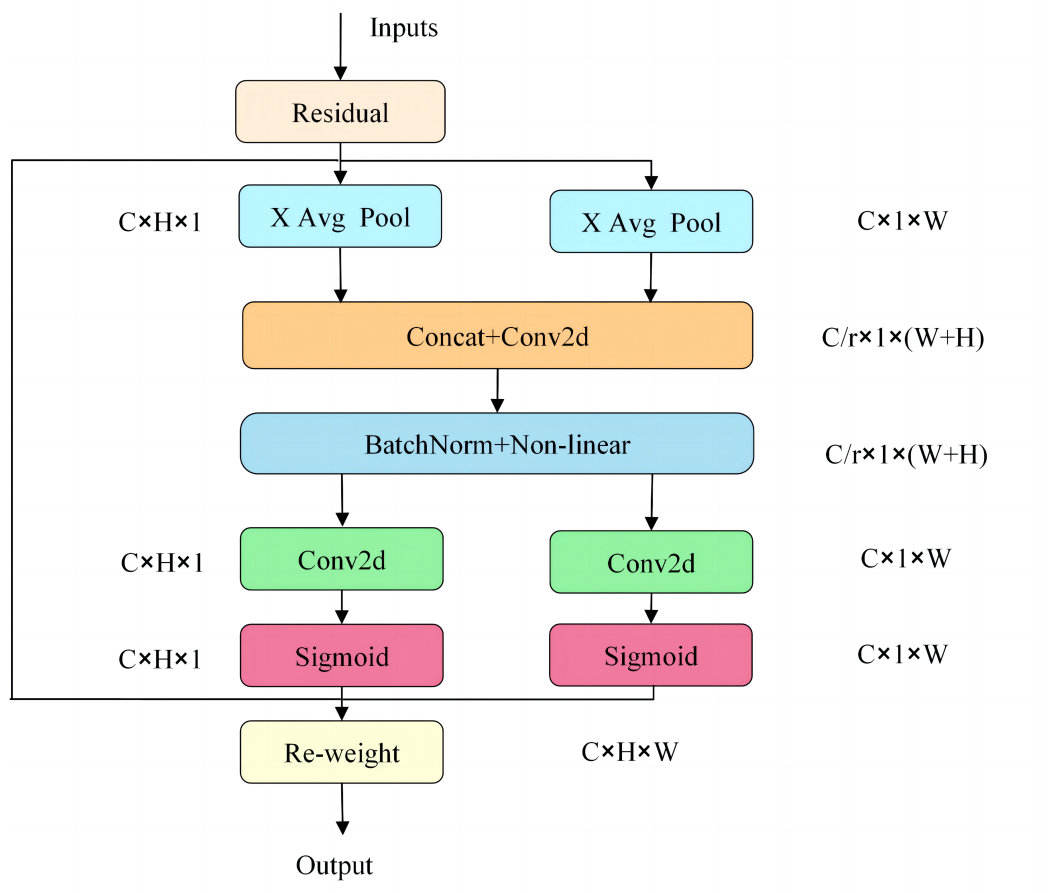 Inputs
Residual
C×H×1
X Avg Pool
X Avg Pool
C×1×W
Concat+Conv2d
C/r×1×(W+H)
BatchNorm+Non-linear
C/r×1×(W+H)
C×H×1
Conv2d
Conv2d
C×1×W
C×H×1
Sigmoid
Sigmoid
C×1×W
Re-weight
C×H×W
Output